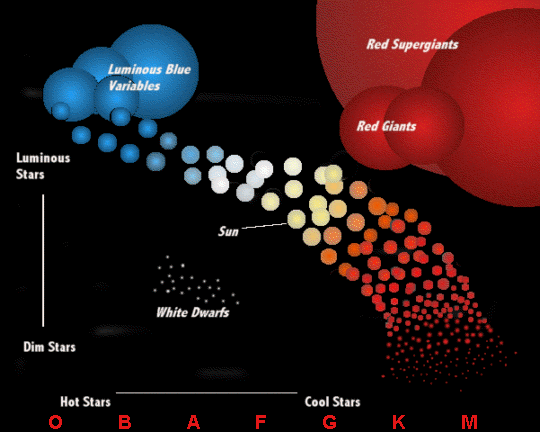 Red Supergiants
Luminous Blue
Variables
Red Giants
Luminous
Stars
Sun
White Dwarfs
Dim Stars
Hot Stars
Cool Stars
O B A F G K M